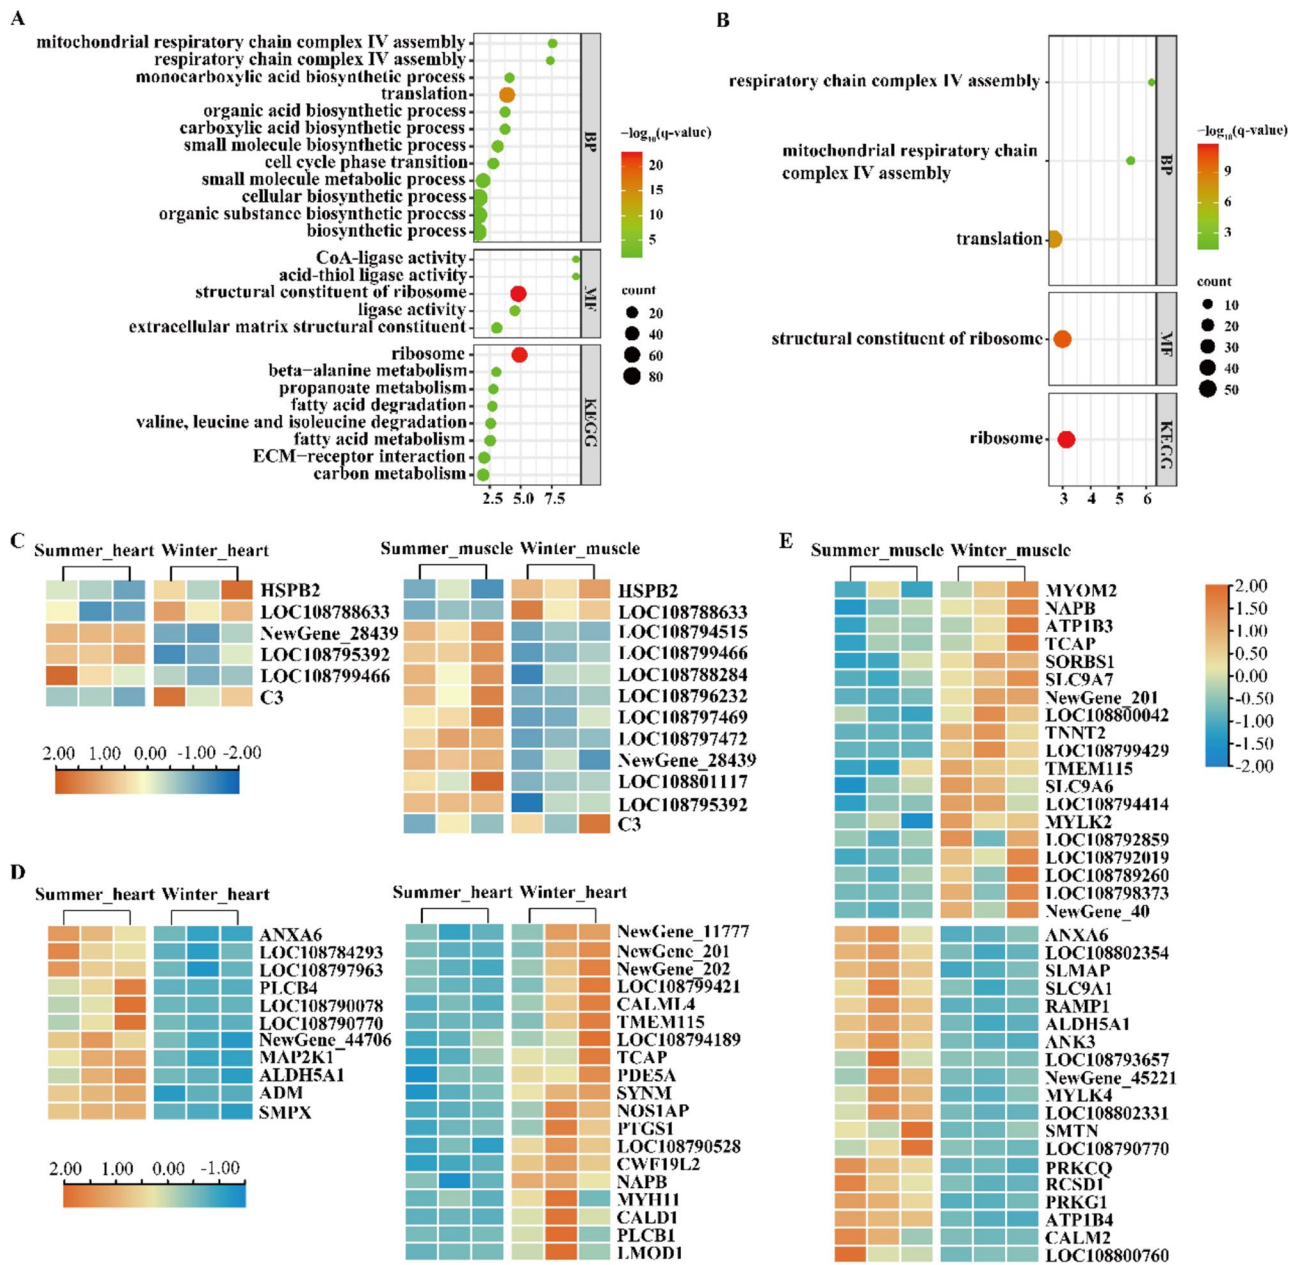 A
mitochondrial respiratory chain complex IV assembly
respiratory chain complex IV assembly
monocarboxylic acid biosynthetic process
translation
organic acid biosynthetic process
carboxylic acid biosynthetic process
small molecule biosynthetic process
cell cycle phase transition
small molecule metabolic process
cellular biosynthetic process
organic substance biosynthetic process
biosynthetic process
BP
CoA-ligase activity
acid-thiol ligase activity
structural constituent of ribosome
ligase activity
extracellular matrix structural constituent
MF
ribosome
beta-alanine metabolism
propanoate metabolism
fatty acid degradation
valine, leucine and isoleucine degradation
fatty acid metabolism
ECM-receptor interaction
carbon metabolism
KEGG
2.5 5.0 7.5
−log10(q-value)
20
15
10
5
count
20
40
60
80
B
respiratory chain complex IV assembly
mitochondrial respiratory chain
complex IV assembly
translation
BP
structural constituent of ribosome
MF
ribosome
KEGG
3 4 5 6
−log10(q-value)
9
6
3
count
10
20
30
40
50
C
Summer_heart Winter_heart
HSPB2
LOC108788633
NewGene_28439
LOC108795392
LOC108799466
C3
2.00 1.00 0.00 -1.00 -2.00
Summer_muscle Winter_muscle
HSPB2
LOC108788633
LOC108794515
LOC108799466
LOC108788284
LOC108796232
LOC108797469
LOC108797472
NewGene_28439
LOC108801117
LOC108795392
C3
D
Summer_heart Winter_heart
ANXA6
LOC108784293
LOC108797963
PLCB4
LOC108790078
LOC108790770
NewGene_44706
MAP2K1
ALDH5A1
ADM
SMPX
2.00 1.00 0.00 -1.00
Summer_heart Winter_heart
NewGene_11777
NewGene_201
NewGene_202
LOC108799421
CALML4
TMEM115
LOC108794189
TCAP
PDE5A
SYNM
NOS1AP
PTGS1
LOC108790528
CWF19L2
NAPB
MYH11
CALD1
PLCB1
LMOD1
E
Summer_muscle Winter_muscle
MYOM2
NAPB
ATP1B3
TCAP
SORBS1
SLC9A7
NewGene_201
LOC108800042
TNNT2
LOC108799429
TMEM115
SLC9A6
LOC108794414
MYLK2
LOC108792859
LOC108792019
LOC108789260
LOC108798373
NewGene_40
ANXA6
LOC108802354
SLMAP
SLC9A1
RAMP1
ALDH5A1
ANK3
LOC108793657
NewGene_45221
MYLK4
LOC108802331
SMTN
LOC108790770
PRKCQ
RCSD1
PRKG1
ATP1B4
CALM2
LOC108800760
2.00
1.50
1.00
0.50
0.00
-0.50
-1.00
-1.50
-2.00